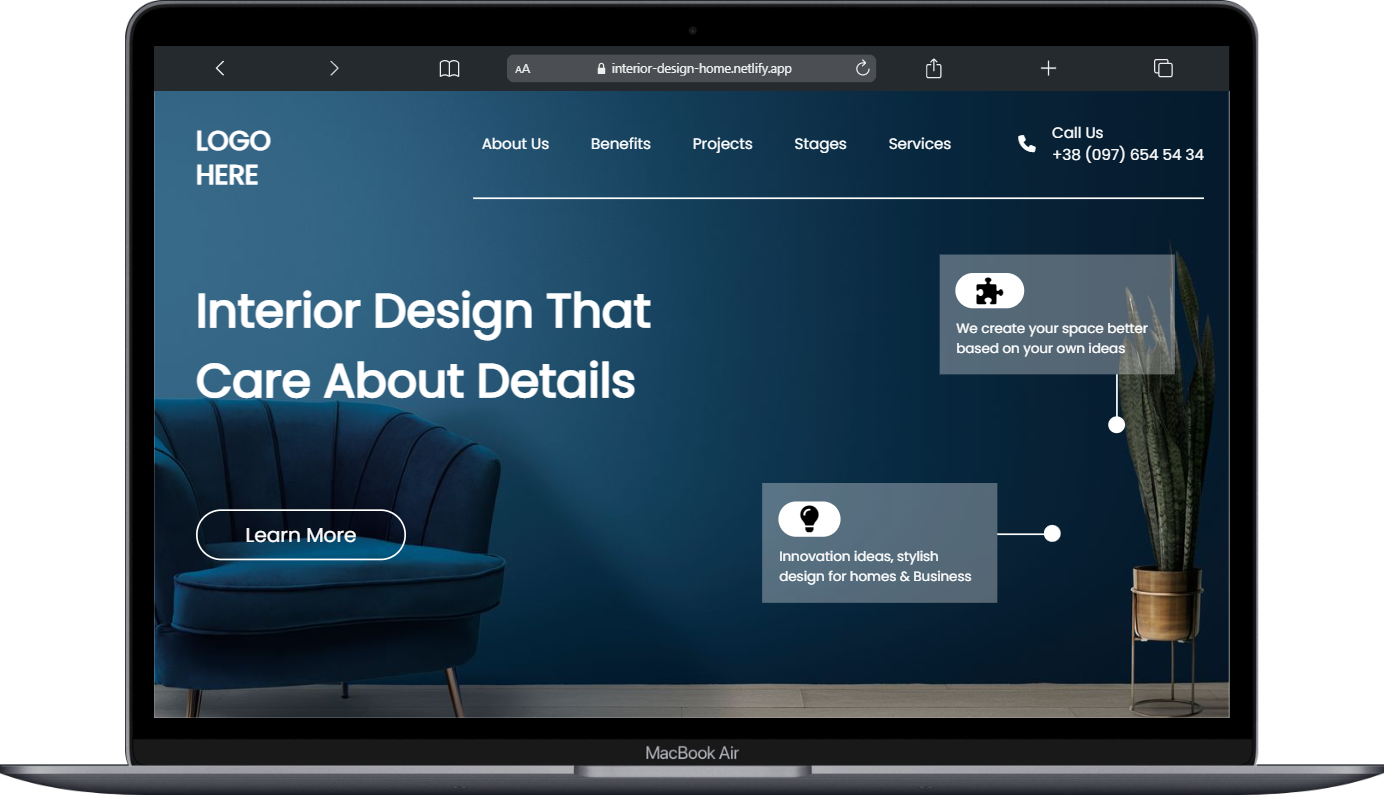 AA
interior-design-home.netlify.app
LOGO
HERE
About Us
Benefits
Projects
Stages
Services
Call Us
+38 (097) 654 54 34
Interior Design That
Care About Details
We create your space better
based on your own ideas
Learn More
Innovation ideas, stylish
design for homes & Business
MacBook Air